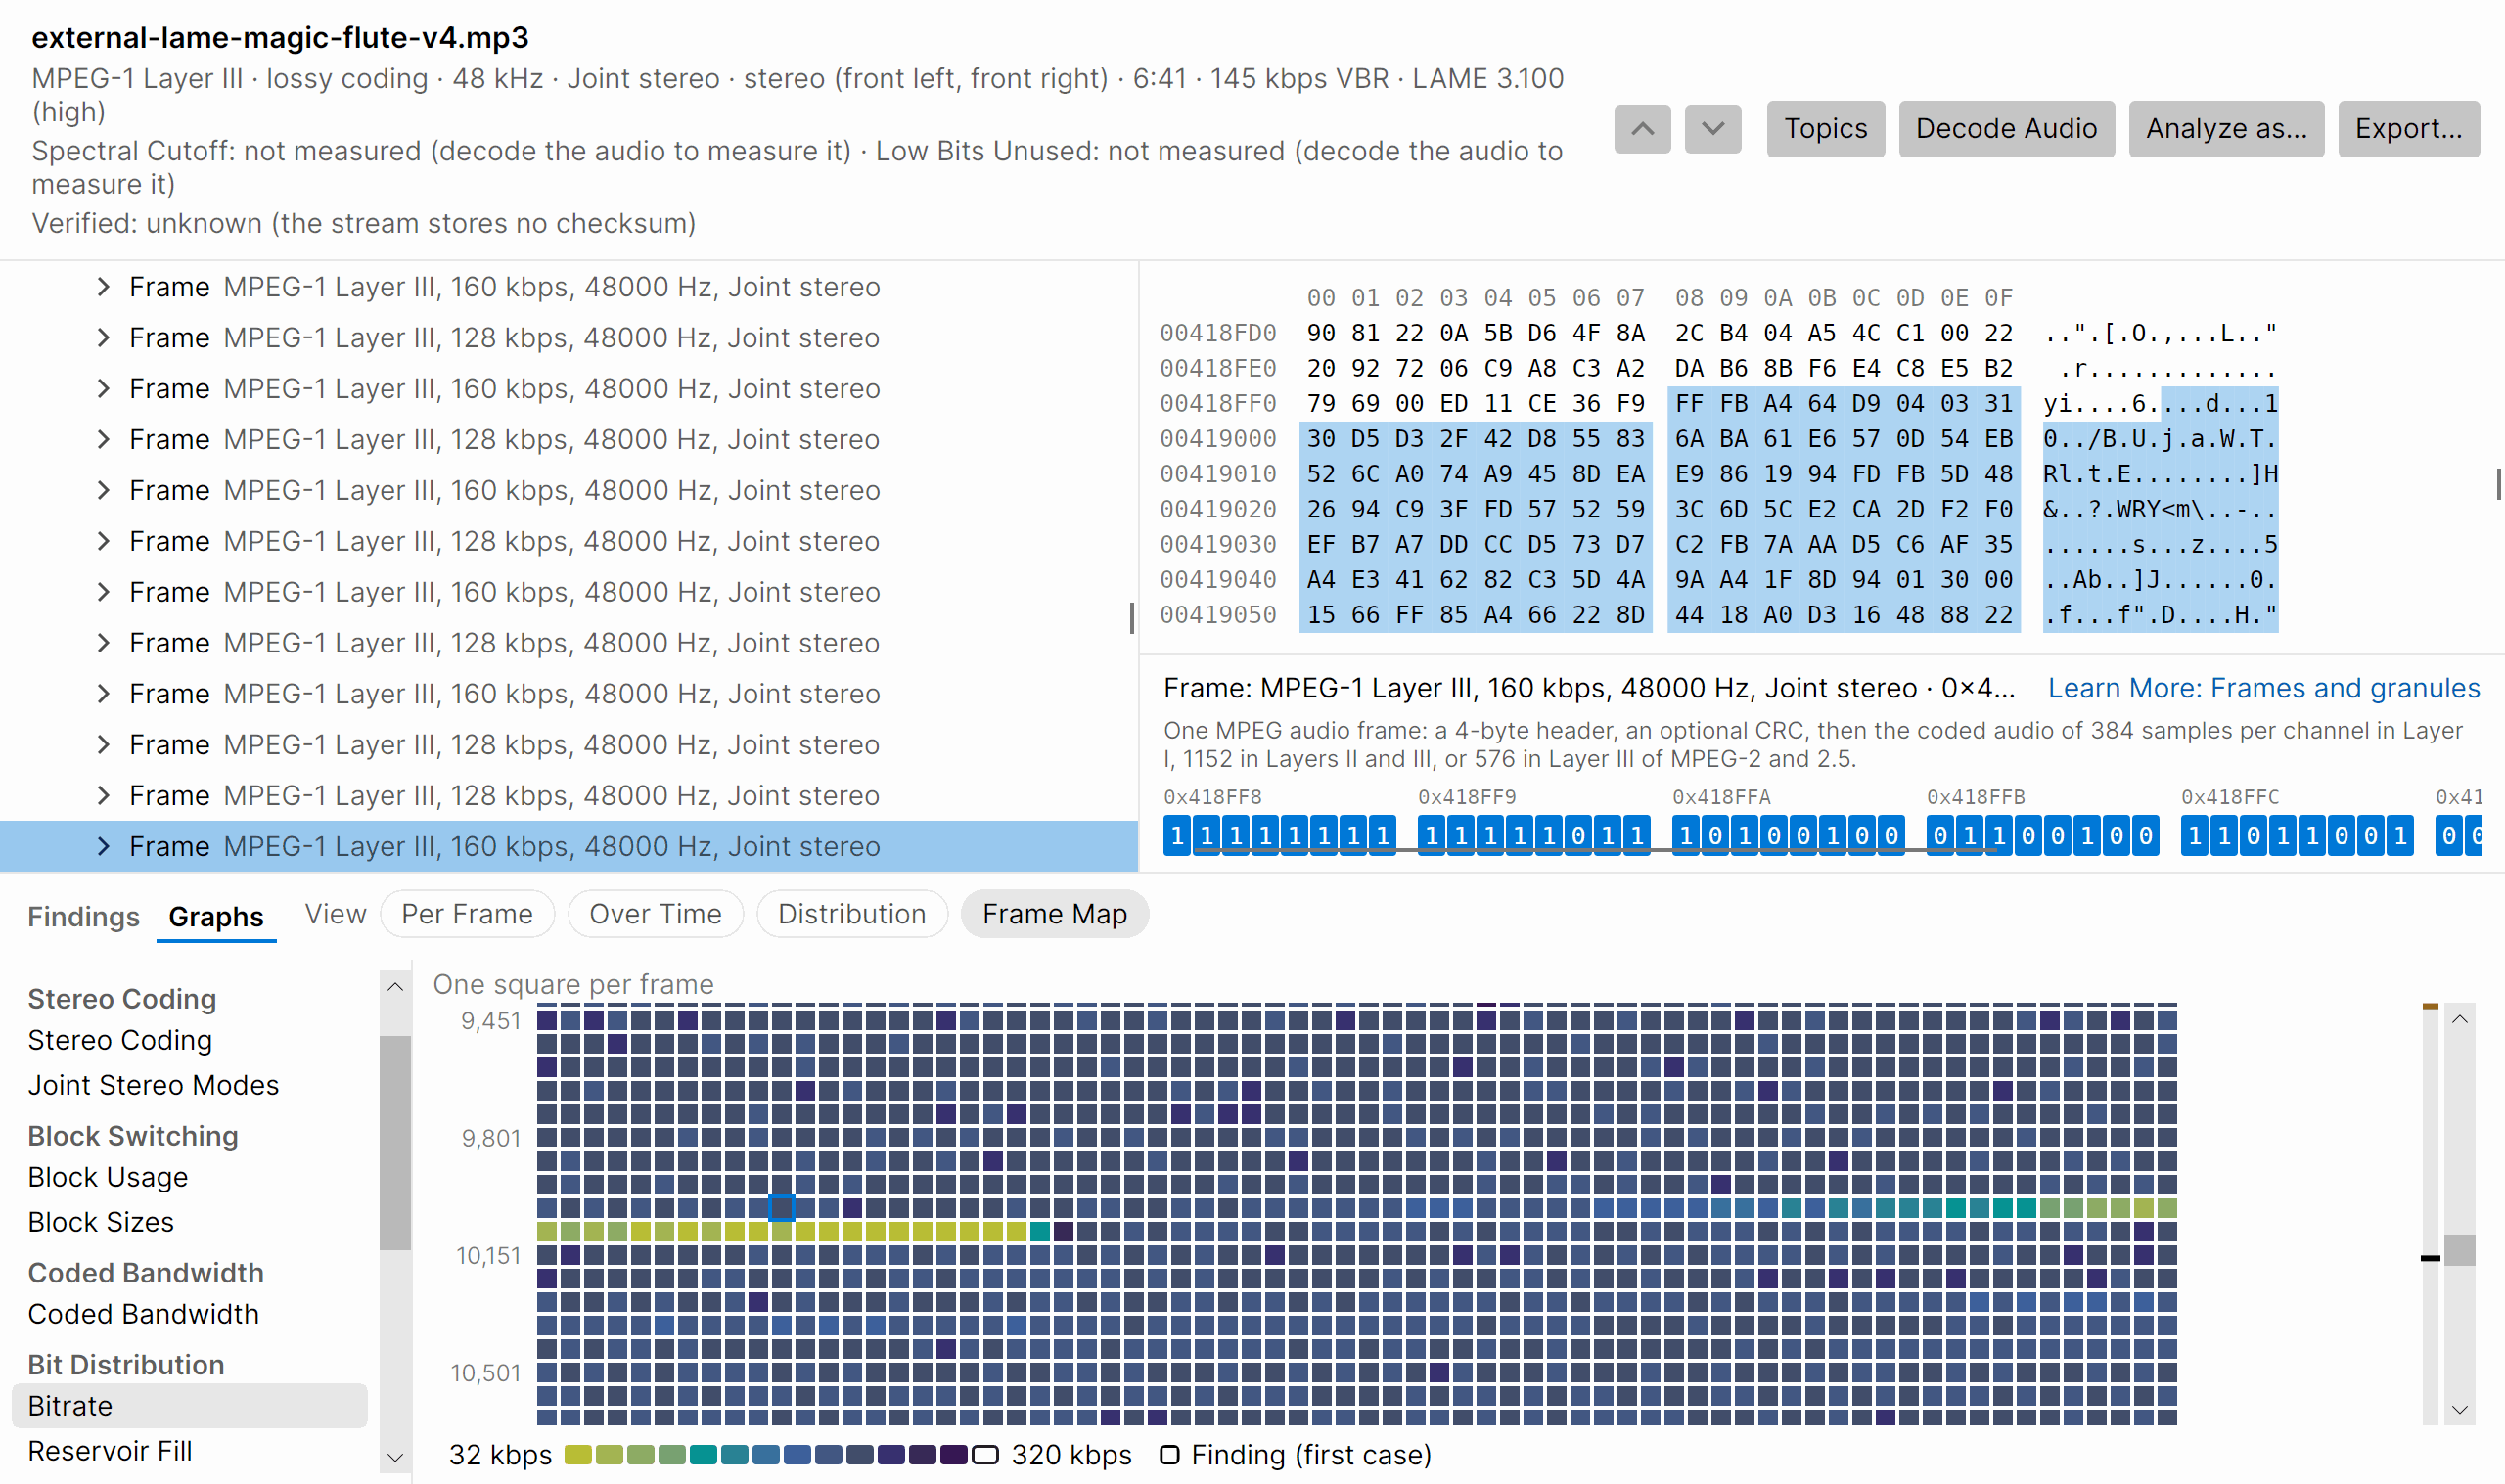 external-lame-magic-flute-v4.mp3
MPEG-1 Layer III · lossy coding · 48 kHz · Joint stereo · stereo (front left, front right) · 6:41 · 145 kbps VBR · LAME 3.100
(high)
Spectral Cutoff: not measured (decode the audio to measure it) · Low Bits Unused: not measured (decode the audio to
measure it)
Verified: unknown (the stream stores no checksum)
Topics
Decode Audio
Analyze as...
Export...
Frame MPEG-1 Layer III, 160 kbps, 48000 Hz, Joint stereo
Frame MPEG-1 Layer III, 128 kbps, 48000 Hz, Joint stereo
Frame MPEG-1 Layer III, 160 kbps, 48000 Hz, Joint stereo
Frame MPEG-1 Layer III, 128 kbps, 48000 Hz, Joint stereo
Frame MPEG-1 Layer III, 160 kbps, 48000 Hz, Joint stereo
Frame MPEG-1 Layer III, 128 kbps, 48000 Hz, Joint stereo
Frame MPEG-1 Layer III, 160 kbps, 48000 Hz, Joint stereo
Frame MPEG-1 Layer III, 128 kbps, 48000 Hz, Joint stereo
Frame MPEG-1 Layer III, 160 kbps, 48000 Hz, Joint stereo
Frame MPEG-1 Layer III, 128 kbps, 48000 Hz, Joint stereo
Frame MPEG-1 Layer III, 128 kbps, 48000 Hz, Joint stereo
Frame MPEG-1 Layer III, 160 kbps, 48000 Hz, Joint stereo
00 01 02 03 04 05 06 07 08 09 0A 0B 0C 0D 0E 0F
00418FD0 90 81 22 0A 5B D6 4F 8A 2C B4 04 A5 4C C1 00 22 ..".[.O.,...L.."
00418FE0 20 92 72 06 C9 A8 C3 A2 DA B6 8B F6 E4 C8 E5 B2 .r.............
00418FF0 79 69 00 ED 11 CE 36 F9 FF FB A4 64 D9 04 03 31 yi....6....d...1
00419000 30 D5 D3 2F 42 D8 55 83 6A BA 61 E6 57 0D 54 EB 0../B.U.j.a.W.T.
00419010 52 6C A0 74 A9 45 8D EA E9 86 19 94 FD FB 5D 48 Rl.t.E........]H
00419020 26 94 C9 3F FD 57 52 59 3C 6D 5C E2 CA 2D F2 F0 &..?.WRY<m\..-..
00419030 EF B7 A7 DD CC D5 73 D7 C2 FB 7A AA D5 C6 AF 35 ......s...z....5
00419040 A4 E3 41 62 82 C3 5D 4A 9A A4 1F 8D 94 01 30 00 ..Ab..]J......0.
00419050 15 66 FF 85 A4 66 22 8D 44 18 A0 D3 16 48 88 22 .f...f".D....H."
Frame: MPEG-1 Layer III, 160 kbps, 48000 Hz, Joint stereo · 0×4...
Learn More: Frames and granules
One MPEG audio frame: a 4-byte header, an optional CRC, then the coded audio of 384 samples per channel in Layer
I, 1152 in Layers II and III, or 576 in Layer III of MPEG-2 and 2.5.
0x418FF8 0x418FF9 0x418FFA 0x418FFB 0x418FFC 0x41
1 1 1 1 1 1 1 1 1 1 1 1 1 0 1 1 1 0 1 0 0 1 0 0 0 1 1 0 0 1 0 0 1 1 0 1 1 0 0 1 0 0
Findings
Graphs
View
Per Frame
Over Time
Distribution
Frame Map
Stereo Coding
Stereo Coding
Joint Stereo Modes
Block Switching
Block Usage
Block Sizes
Coded Bandwidth
Coded Bandwidth
Bit Distribution
Bitrate
Reservoir Fill
One square per frame
9,451
9,801
10,151
10,501
32 kbps
320 kbps
Finding (first case)